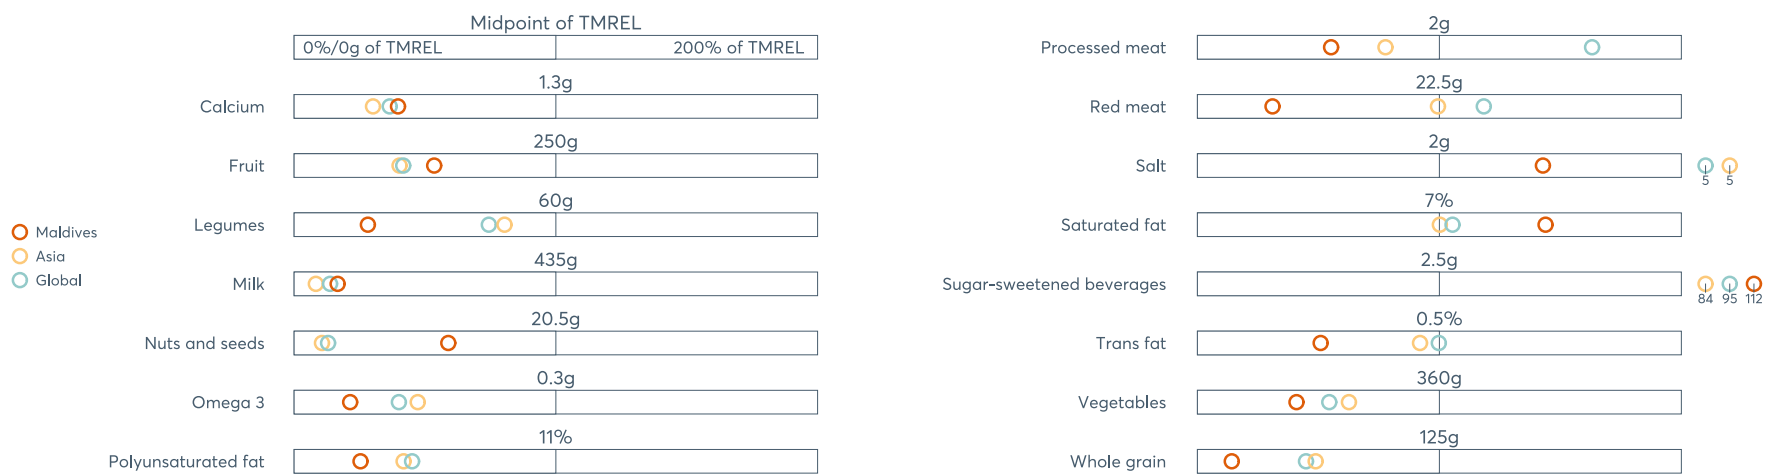 Midpoint of TMREL
0%/0g of TMREL 200% of TMREL
1.3g
Calcium
250g
Fruit
60g
Legumes
435g
Milk
20.5g
Nuts and seeds
0.3g
Omega 3
11%
Polyunsaturated fat
Maldives
Asia
Global
2g
Processed meat
22.5g
Red meat
2g
Salt
5 5
7%
Saturated fat
2.5g
Sugar-sweetened beverages
84 95 112
0.5%
Trans fat
360g
Vegetables
125g
Whole grain